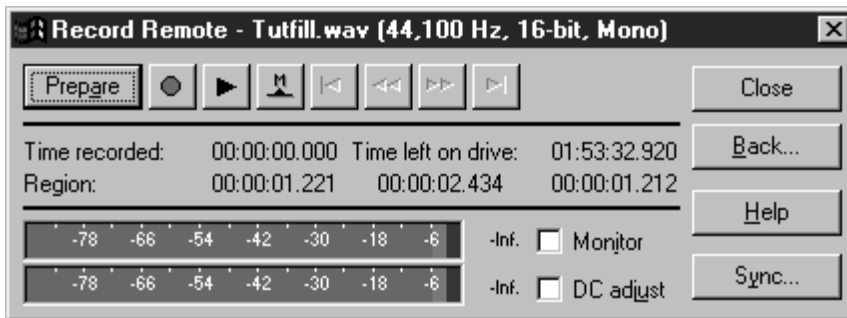 Record Remote - Tutfill.wav (44,100 Hz, 16-bit, Mono)
Prepare M Close
Time recorded: 00:00:00.000 Time left on drive: 01:53:32.920 Back...
Region: 00:00:01.221 00:00:02.434 00:00:01.212
Help
-78 -66 -54 -42 -30 -18 -6 -Inf. Monitor
-78 -66 -54 -42 -30 -18 -6 -Inf. DC adjust Sync...